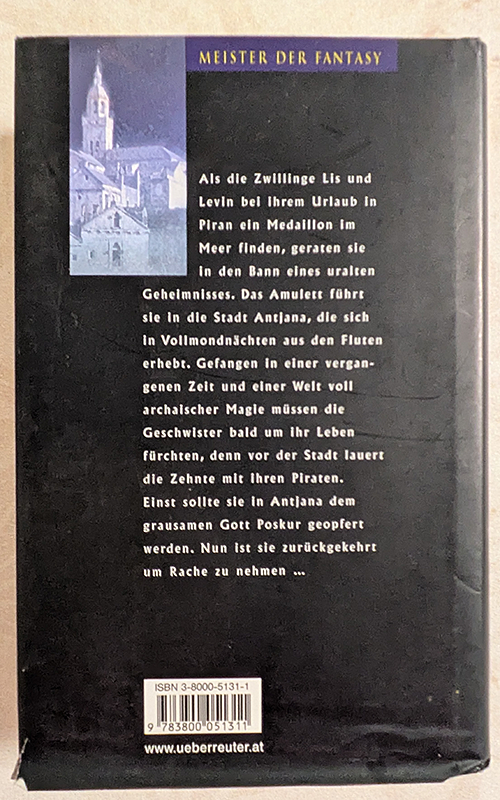 MEISTER DER FANTASY
Als die Zwillinge Lis und
Levin bei ihrem Urlaub in
Piran ein Medaillon im
Meer finden, geraten sie
in den Bann eines uralten
Geheimnisses. Das Amulett führt
sie in die Stadt Antjana, die sich
in Vollmondnächten aus den Fluten
erhebt. Gefangen in einer vergan-
genen Zeit und einer Welt voll
archaischer Magie müssen die
Geschwister bald um ihr Leben
fürchten, denn vor der Stadt lauert
die Zehnte mit ihren Piraten.
Einst sollte sie in Antjana dem
grausamen Gott Poskur geopfert
werden. Nun ist sie zurückgekehrt
um Rache zu nehmen ...
ISBN 3-8000-5131-1
9 783800 051311
www.ueberreuter.at